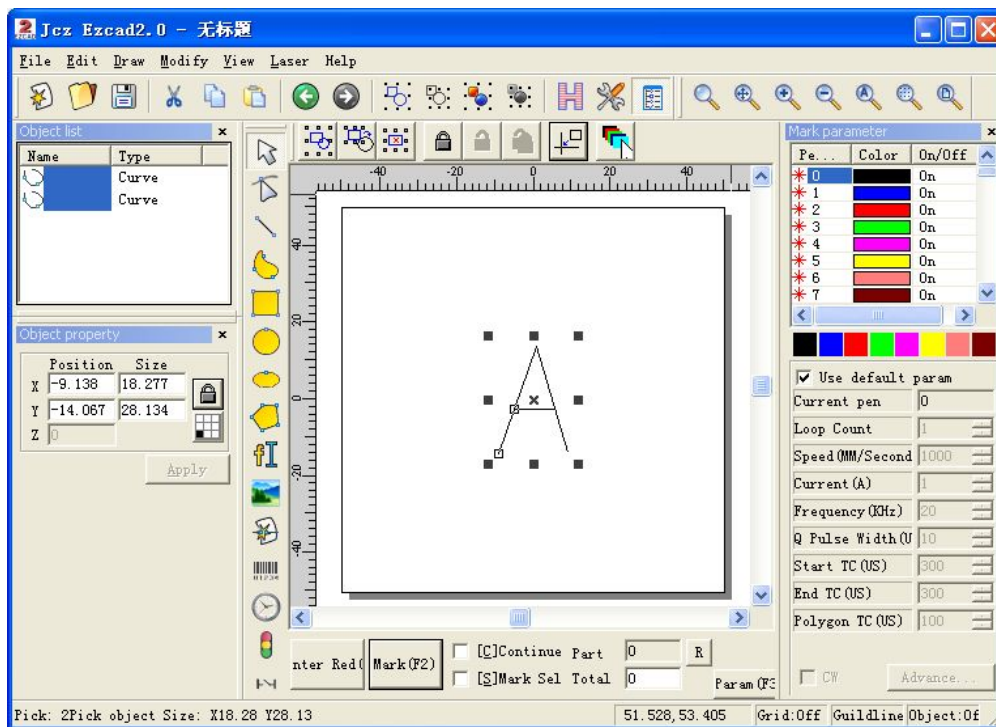 Jcz Ezcad2.0 - 无标题
File Edit Draw Modify View Laser Help
Object list
Name Type
Curve
Curve
Object property
Position Size
X -9.138 18.277
Y -14.067 28.134
Z 0
Apply
-40 -20 0 20 40
40
20
0
-20
-40
Mark parameter
Pe... Color On/Off
0 On
1 On
2 On
3 On
4 On
5 On
6 On
7 On
Use default param
Current pen 0
Loop Count 1
Speed(MM/Second 1000
Current(A) 1
Frequency(KHz) 20
Q Pulse Width(U 10
Start TC(US) 300
End TC(US) 300
Polygon TC(US) 100
CW Advance...
nter Red( Mark(F2) [C]Continue Part 0 R
[S]Mark Sel Total 0 Param(F3
Pick: 2Pick object Size: X18.28 Y28.13 51.528,53.405 Grid:Off Guildline Object:Of